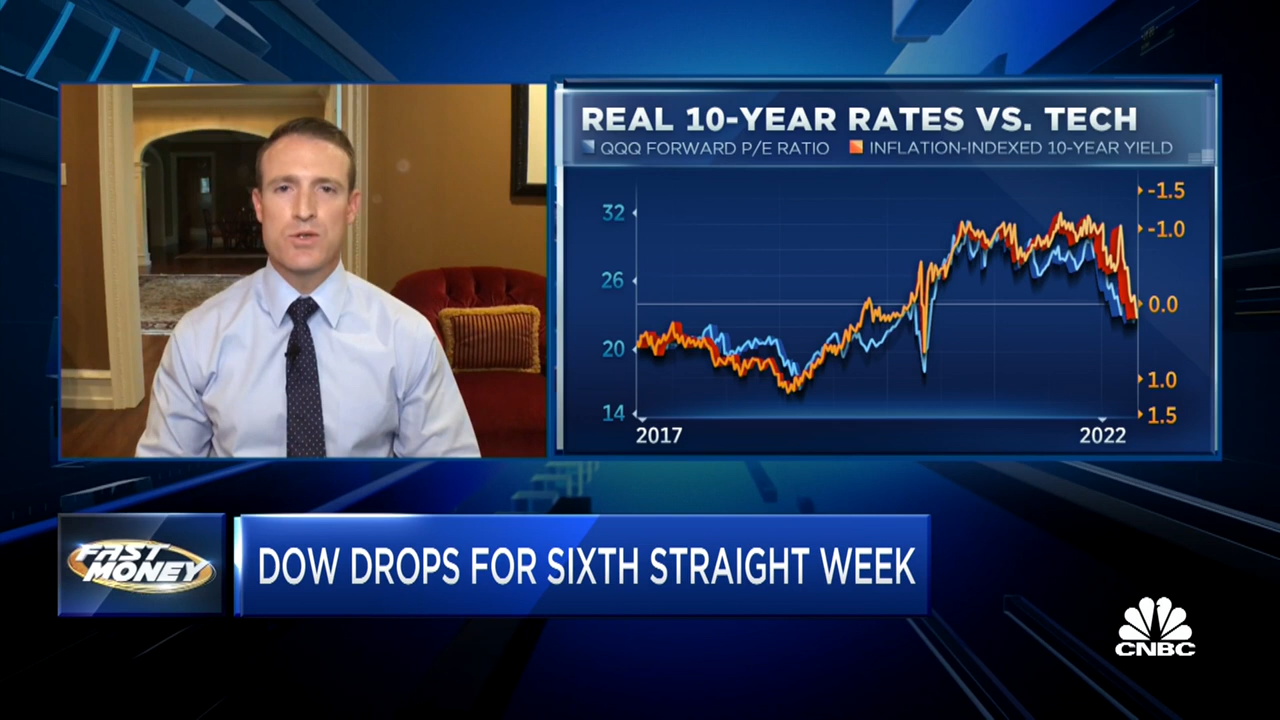 REAL 10-YEAR RATES VS. TECH
QQQ FORWARD P/E RATIO INFLATION-INDEXED 10-YEAR YIELD
32
26
20
14
-1.5
-1.0
0.0
1.0
1.5
2017
2022
FAST
MONEY
DOW DROPS FOR SIXTH STRAIGHT WEEK
CNBC